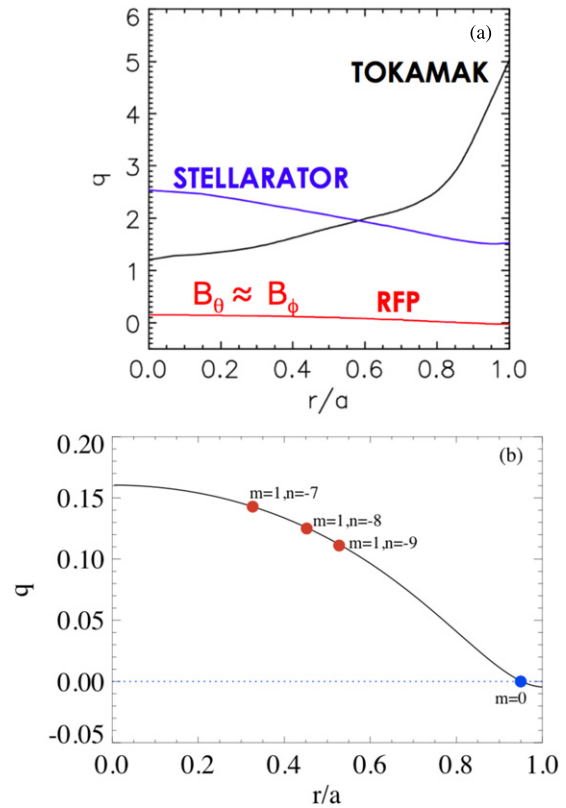 6
(a)
5
TOKAMAK
4
3
STELLARATOR
q
2
1
B_θ ≈ B_ϕ RFP
0
0.0 0.2 0.4 0.6 0.8 1.0
r/a
0.20
(b)
m=1,n=-7
0.15
m=1,n=-8
m=1,n=-9
q
0.10
0.05
0.00
m=0
-0.05
0.0 0.2 0.4 0.6 0.8 1.0
r/a